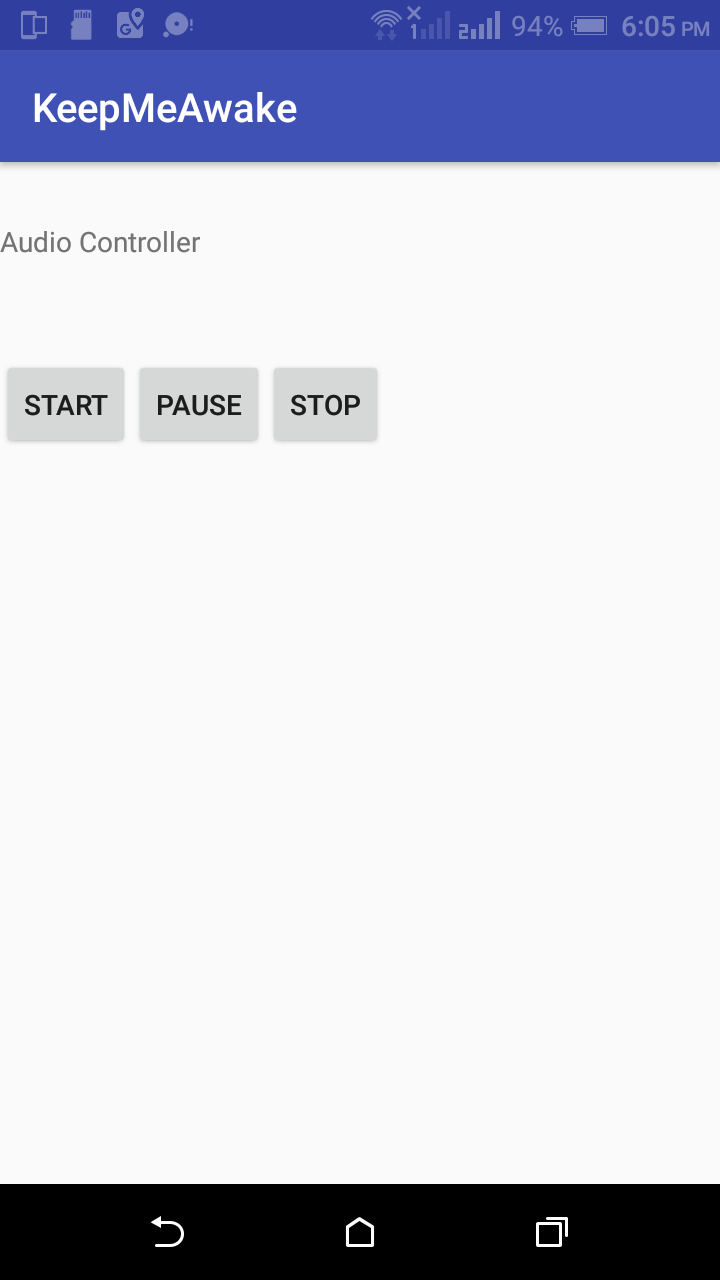 94% 6:05 PM
KeepMeAwake
Audio Controller
START PAUSE STOP